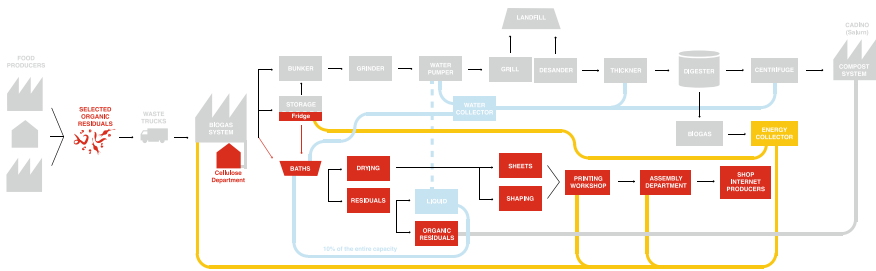 LANDFILL
CADINO
(Salurn)
FOOD
PRODUCERS
BUNKER
GRINDER
WATER
PUMPER
GRILL
DESANDER
THICKNER
DIGESTER
CENTRIFUGE
COMPOST
SYSTEM
SELECTED
ORGANIC
RESIDUALS
WASTE
TRUCKS
BIOGAS
SYSTEM
STORAGE
Fridge
WATER
COLLECTOR
BIOGAS
ENERGY
COLLECTOR
Cellulose
Department
BATHS
DRYING
SHEETS
PRINTING
WORKSHOP
ASSEMBLY
DEPARTMENT
SHOP
INTERNET
PRODUCERS
RESIDUALS
LIQUID
SHAPING
ORGANIC
RESIDUALS
10% of the entire capacity